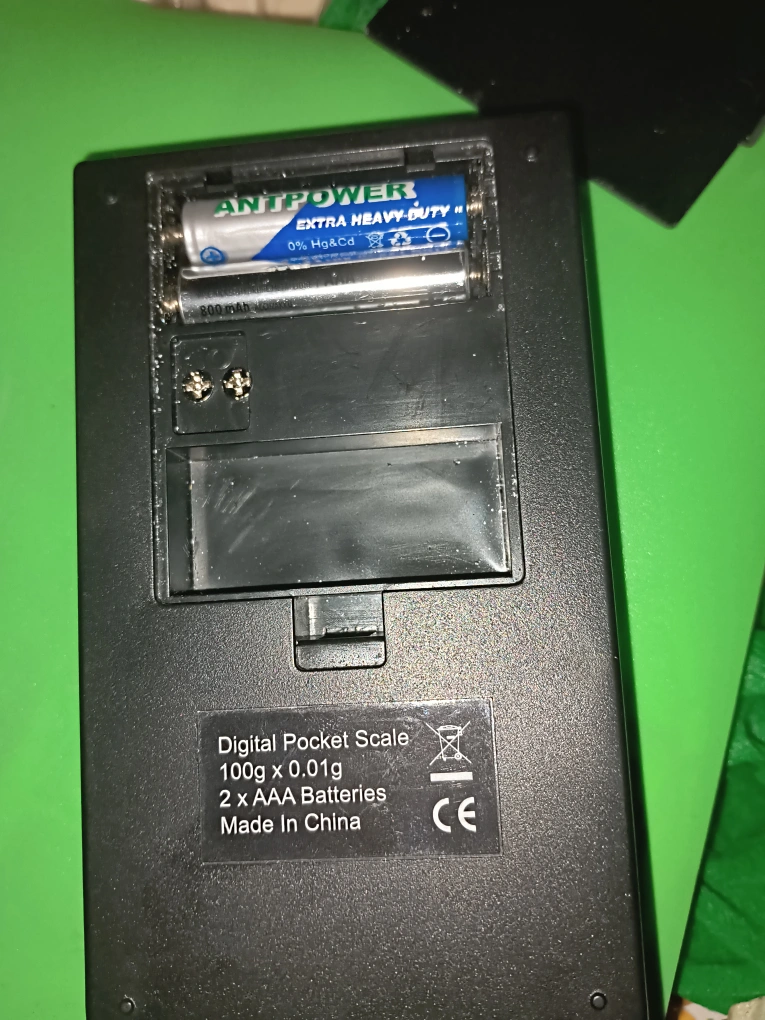 ANTPOWER
EXTRA HEAVY-DUTY "
0% Hg&Cd
800 mAh
Digital Pocket Scale
100g x 0.01g
2 x AAA Batteries
Made In China
CE